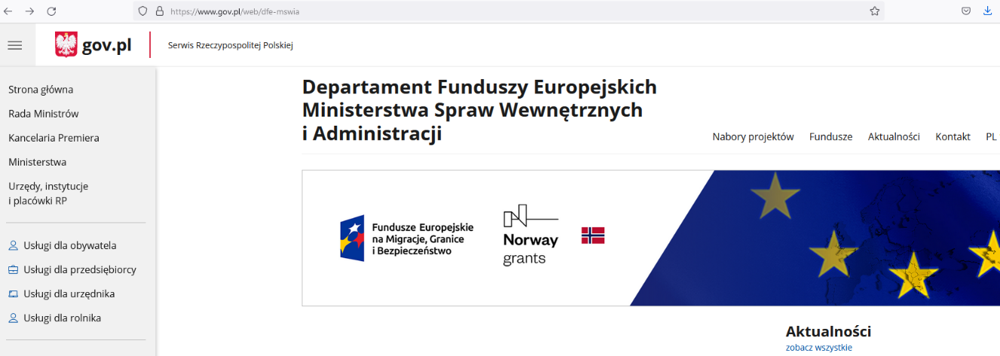 https://www.gov.pl/web/dfe-mswia
gov.pl
Serwis Rzeczypospolitej Polskiej
Strona główna
Rada Ministrów
Kancelaria Premiera
Ministerstwa
Urzędy, instytucje
i placówki RP
Usługi dla obywatela
Usługi dla przedsiębiorcy
Usługi dla urzędnika
Usługi dla rolnika
Departament Funduszy Europejskich
Ministerstwa Spraw Wewnętrznych
i Administracji
Nabory projektów Fundusze Aktualności Kontakt PL
Fundusze Europejskie
na Migracje, Granice
i Bezpieczeństwo
Norway
grants
Aktualności
zobacz wszystkie